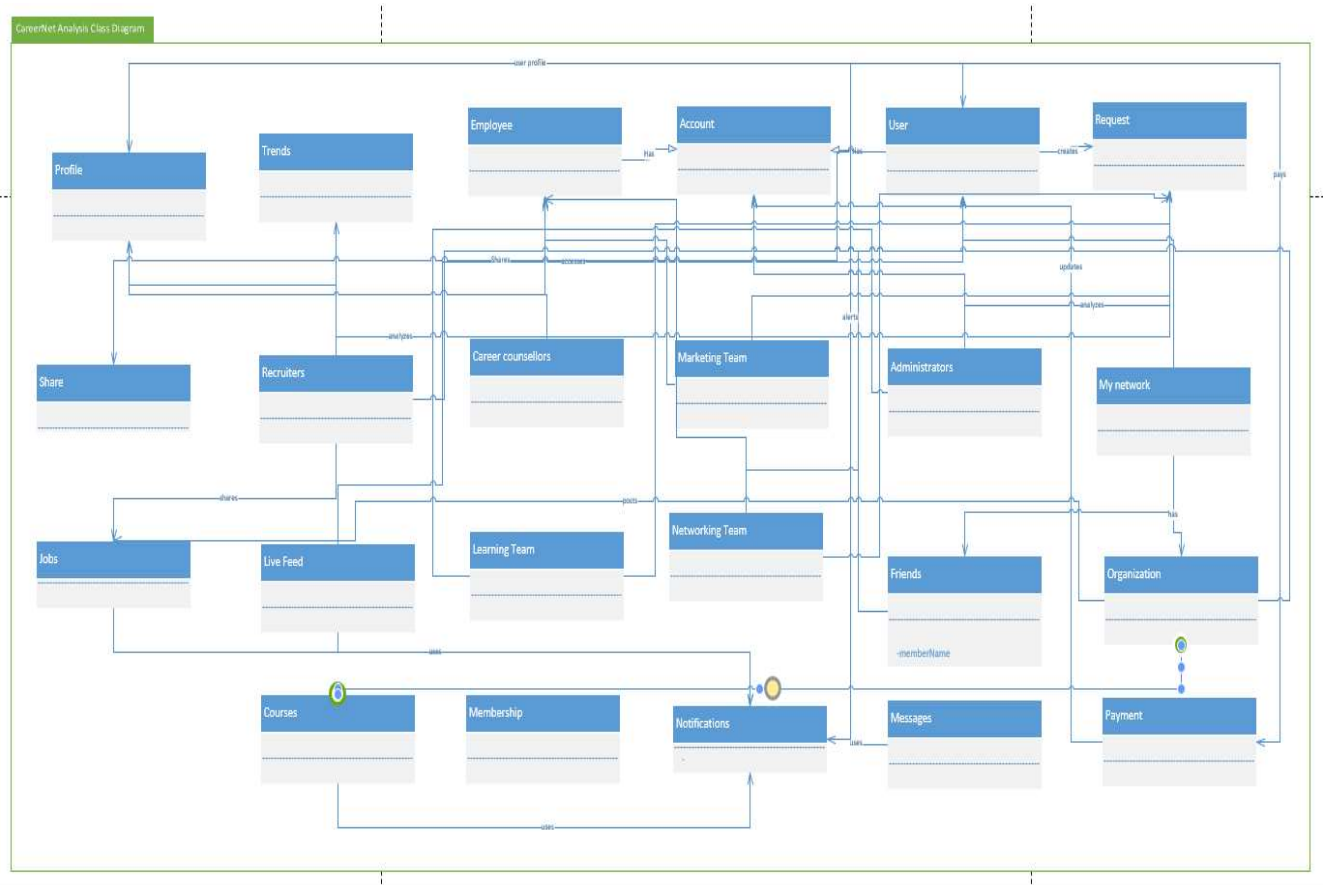 CareerNet Analysis Class Diagram
user profile
Employee
Account
User
Request
Trends
Profile
Has
Has
creates
pays
Shares
accesses
updates
analyzes
alerts
analyzes
Career counsellors
Marketing Team
Administrators
Recruiters
Share
My network
shares
posts
has
Networking Team
Learning Team
Jobs
Live Feed
Friends
Organization
-memberName
uses
Courses
Membership
Notifications
Messages
Payment
uses
-
uses